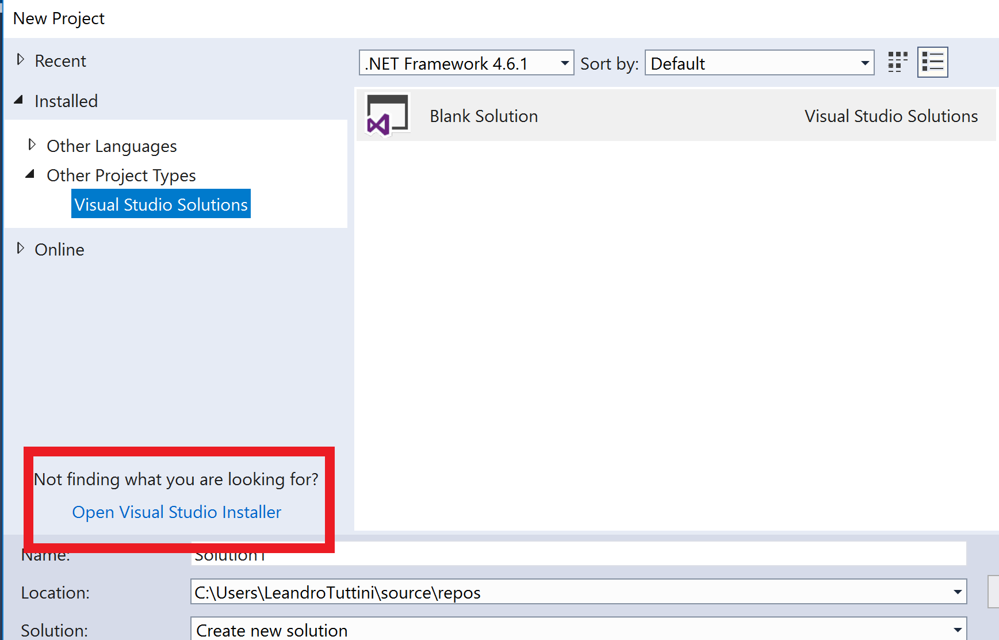 New Project
Recent
.NET Framework 4.6.1 Sort by: Default
Installed
Blank Solution Visual Studio Solutions
Other Languages
Other Project Types
Visual Studio Solutions
Online
Not finding what you are looking for?
Open Visual Studio Installer
Name: Solution1
Location: C:\Users\LeandroTuttini\source\repos
Solution: Create new solution